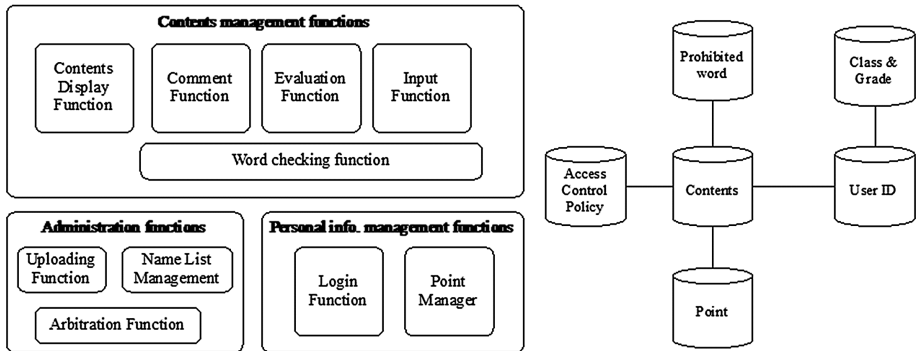 Contents management functions
Contents
Display
Function
Comment
Function
Evaluation
Function
Input
Function
Word checking function
Administration functions
Uploading
Function
Name List
Management
Arbitration Function
Personal info. management functions
Login
Function
Point
Manager
Prohibited
word
Class &
Grade
Access
Control
Policy
Contents
User ID
Point